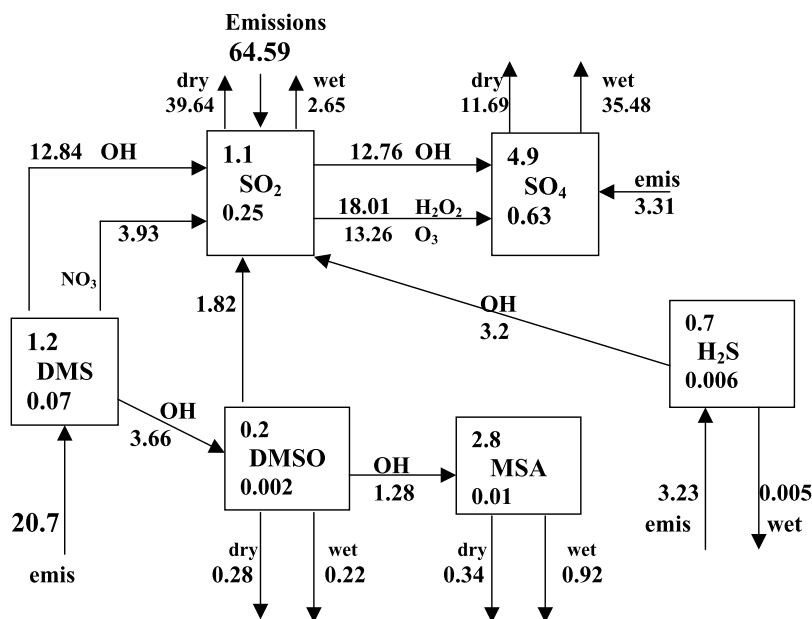 Emissions
64.59
dry
39.64
wet
2.65
dry
11.69
wet
35.48
12.84 OH
1.1
SO₂
0.25
12.76 OH
18.01 H₂O₂
13.26 O₃
4.9
SO₄
0.63
emis
3.31
3.93
NO₃
1.82
OH
3.2
1.2
DMS
0.07
OH
3.66
0.7
H₂S
0.006
0.2
DMSO
0.002
OH
1.28
2.8
MSA
0.01
20.7
emis
3.23
emis
0.005
wet
dry
0.28
wet
0.22
dry
0.34
wet
0.92